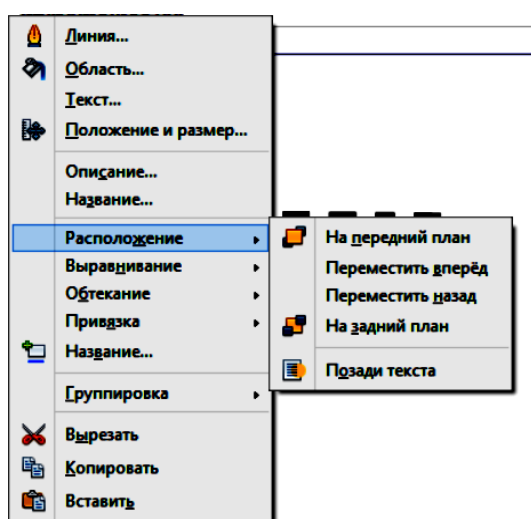 Линия...
Область...
Текст...
Положение и размер...
Описание...
Название...
Расположение
Выравнивание
Обтекание
Привязка
Название...
Группировка
Вырезать
Копировать
Вставить
На передний план
Переместить вперёд
Переместить назад
На задний план
Позади текста